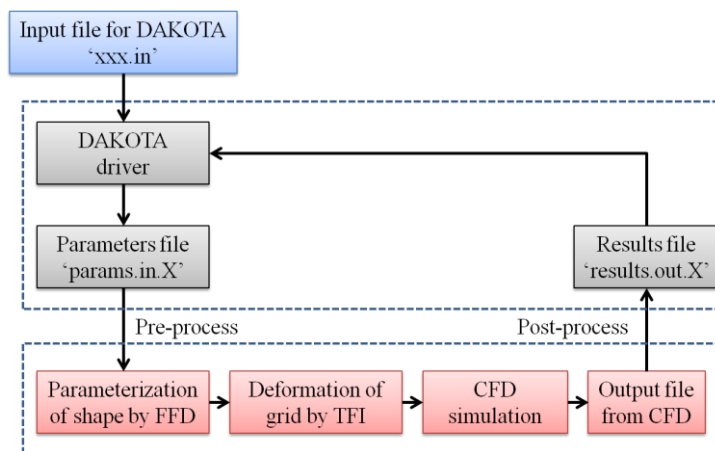 Input file for DAKOTA
‘xxx.in’
DAKOTA
driver
Parameters file
‘params.in.X’
Results file
‘results.out.X’
Pre-process
Post-process
Parameterization
of shape by FFD
Deformation of
grid by TFI
CFD
simulation
Output file
from CFD